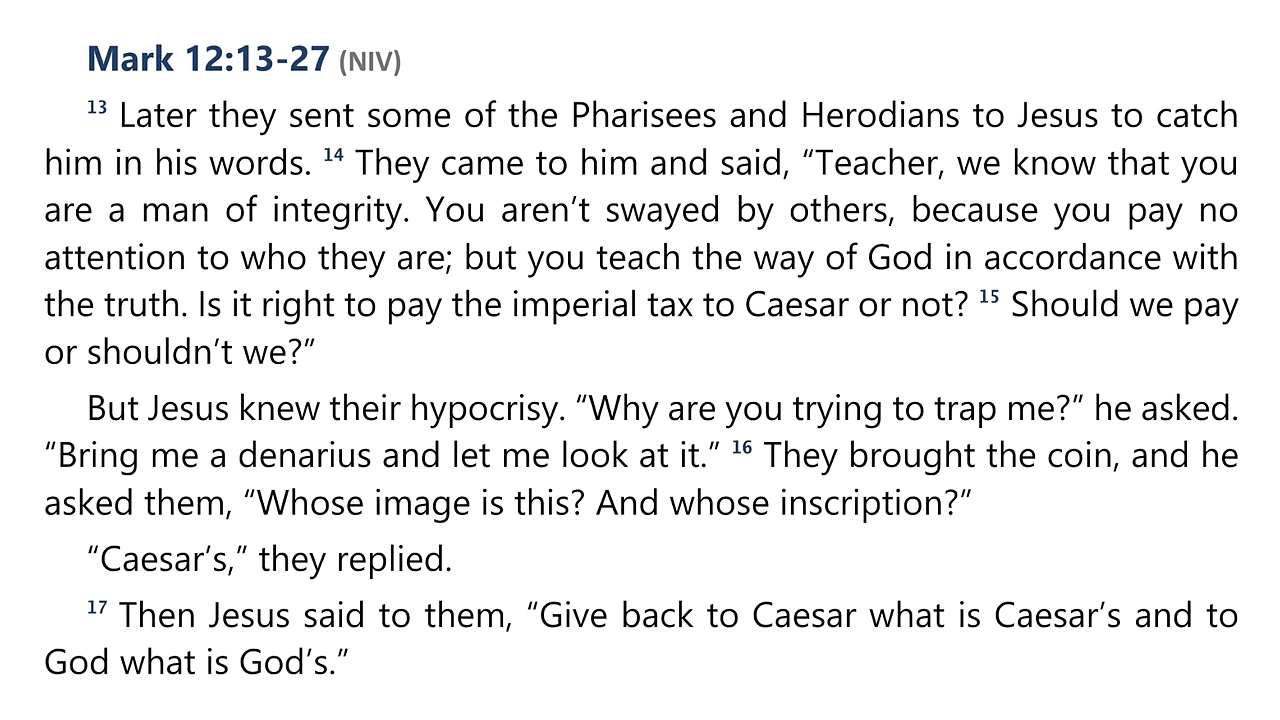 Mark 12:13-27 (NIV)
13 Later they sent some of the Pharisees and Herodians to Jesus to catch
him in his words. 14 They came to him and said, “Teacher, we know that you
are a man of integrity. You aren’t swayed by others, because you pay no
attention to who they are; but you teach the way of God in accordance with
the truth. Is it right to pay the imperial tax to Caesar or not? 15 Should we pay
or shouldn’t we?”
But Jesus knew their hypocrisy. “Why are you trying to trap me?” he asked.
“Bring me a denarius and let me look at it.” 16 They brought the coin, and he
asked them, “Whose image is this? And whose inscription?”
“Caesar’s,” they replied.
17 Then Jesus said to them, “Give back to Caesar what is Caesar’s and to
God what is God’s.”